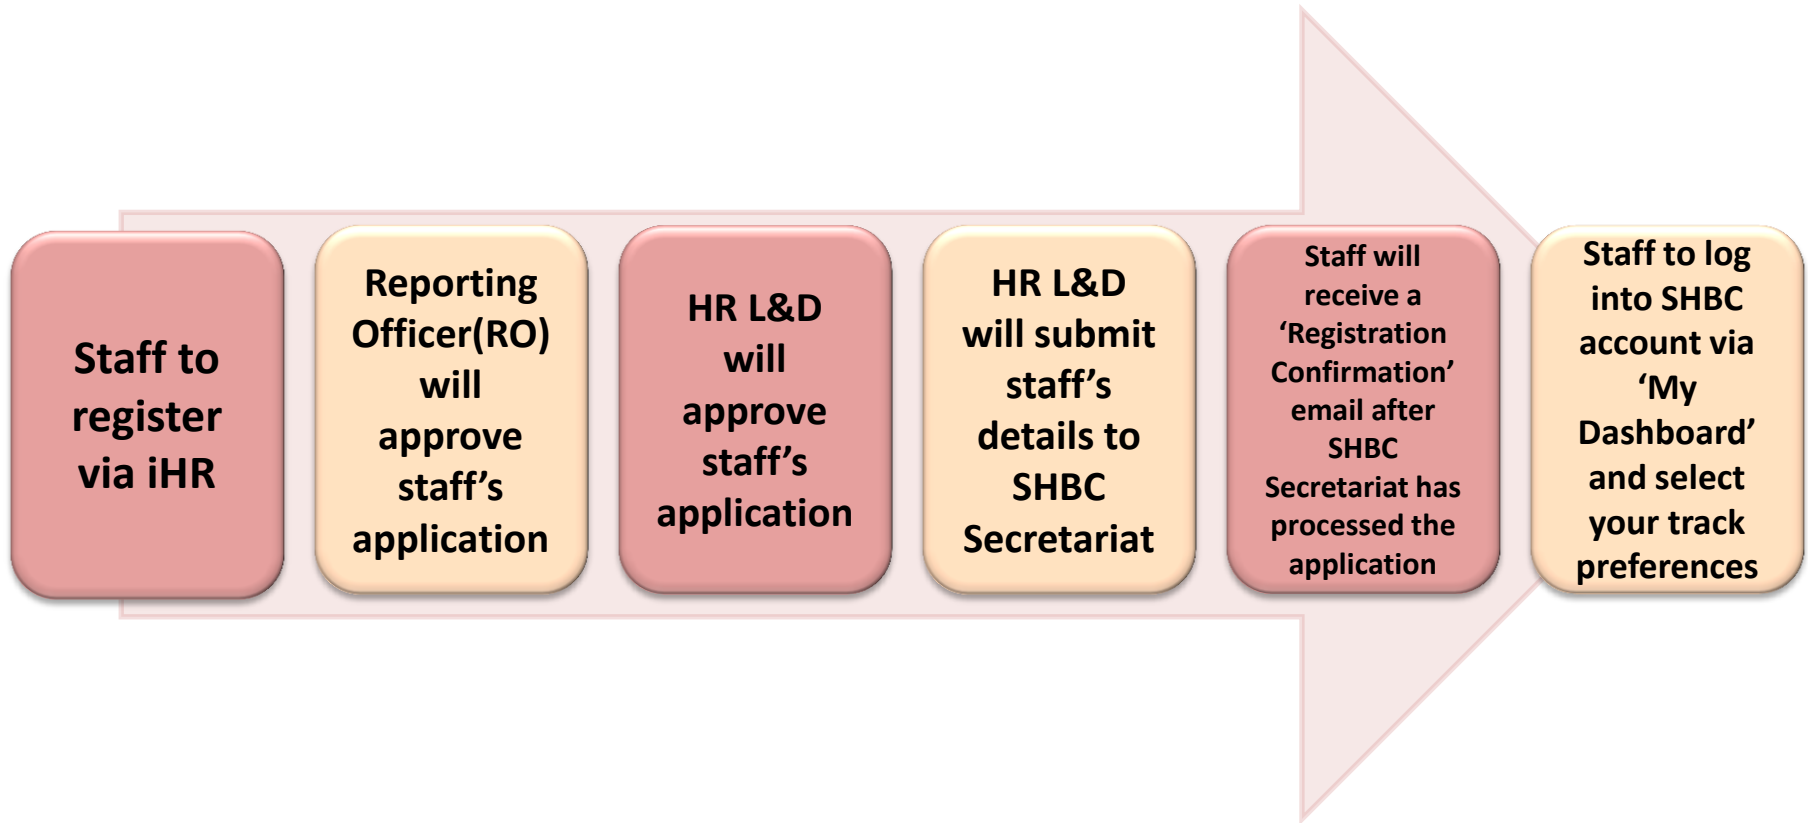 Staff to
register
via iHR
Reporting
Officer(RO)
will
approve
staff’s
application
HR L&D
will
approve
staff’s
application
HR L&D
will submit
staff’s
details to
SHBC
Secretariat
Staff will
receive a
‘Registration
Confirmation’
email after
SHBC
Secretariat has
processed the
application
Staff to log
into SHBC
account via
‘My
Dashboard’
and select
your track
preferences